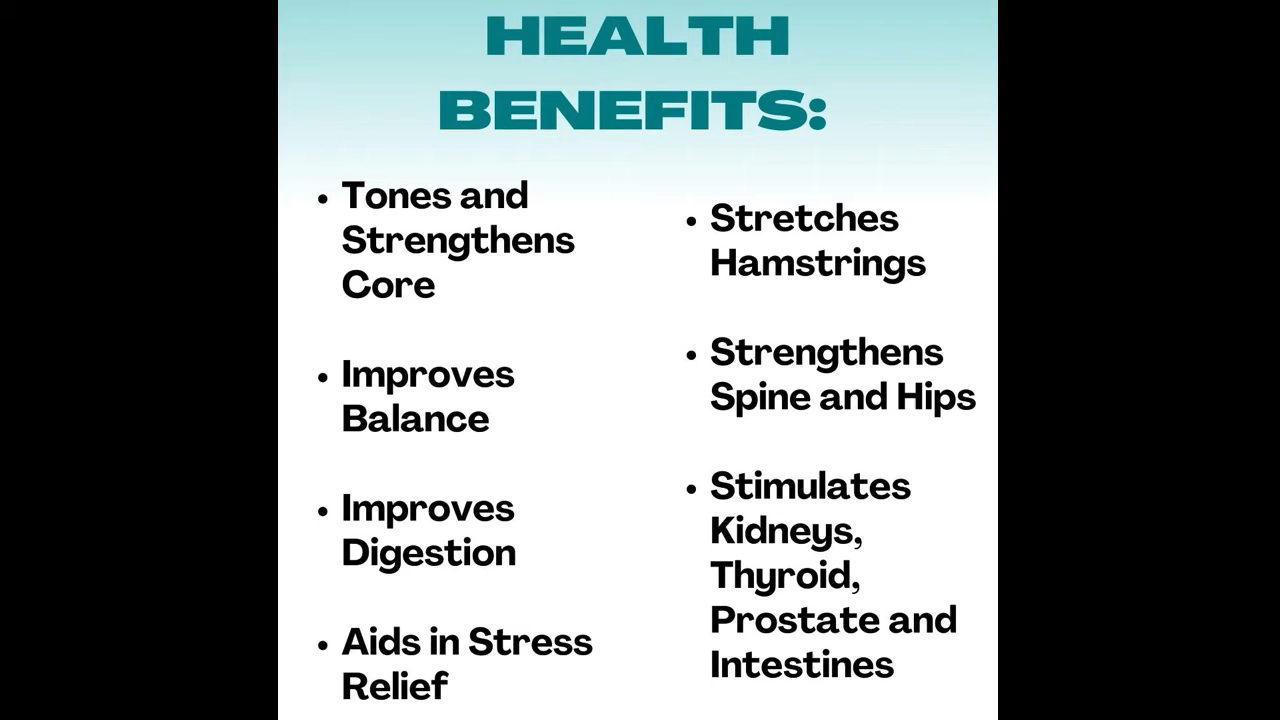 HEALTH
BENEFITS:
• Tones and
Strengthens
Core
• Improves
Balance
• Improves
Digestion
• Aids in Stress
Relief
• Stretches
Hamstrings
• Strengthens
Spine and Hips
• Stimulates
Kidneys,
Thyroid,
Prostate and
Intestines